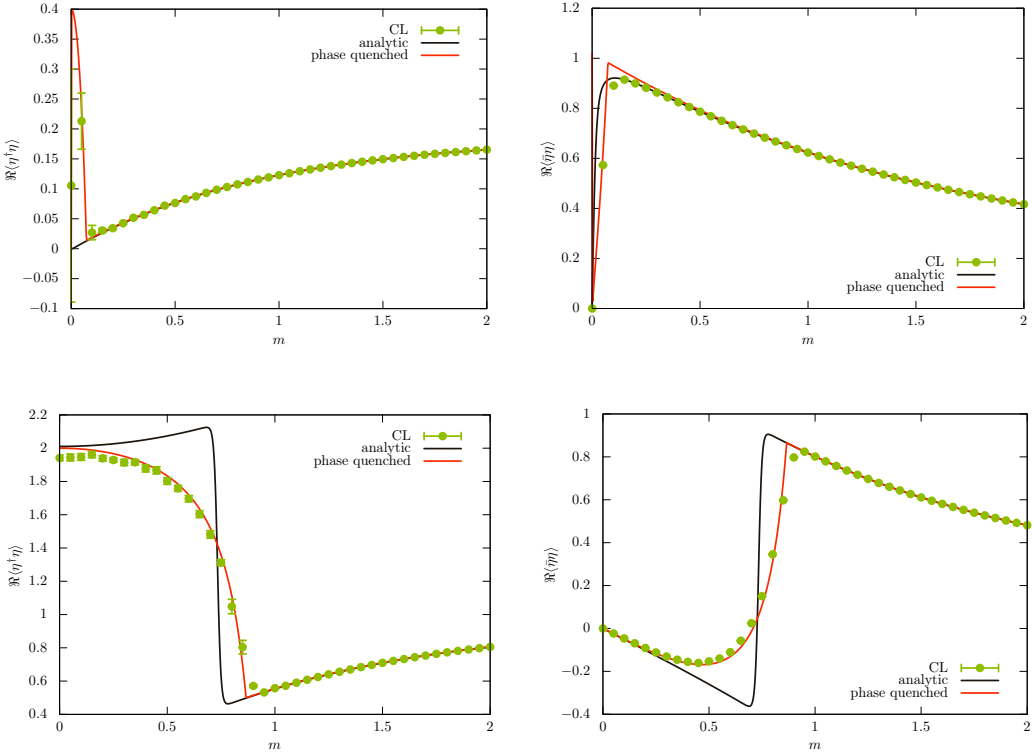 0.4
0.35
0.3
0.25
0.2
0.15
0.1
0.05
0
−0.05
−0.1
ℜ⟨η†η⟩
CL
analytic
phase quenched
0
0.5
1
1.5
2
m
1.2
1
0.8
0.6
0.4
0.2
0
ℜ⟨η̄η⟩
CL
analytic
phase quenched
0
0.5
1
1.5
2
m
2.2
2
1.8
1.6
1.4
1.2
1
0.8
0.6
0.4
ℜ⟨η†η⟩
CL
analytic
phase quenched
0
0.5
1
1.5
2
m
1
0.8
0.6
0.4
0.2
0
−0.2
−0.4
ℜ⟨η̄η⟩
CL
analytic
phase quenched
0
0.5
1
1.5
2
m